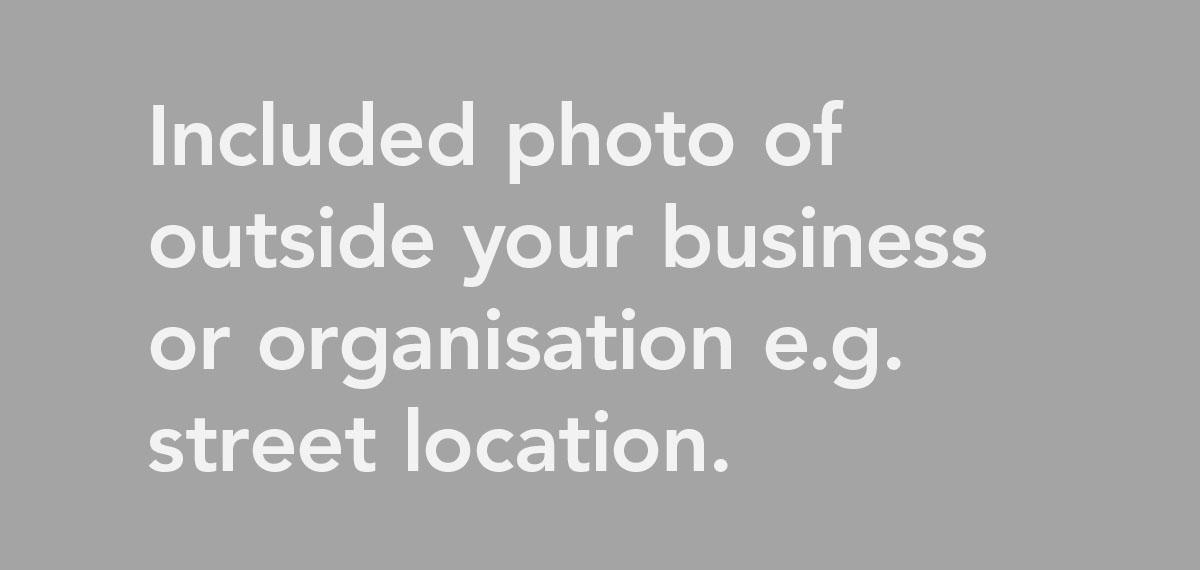 Included photo of
outside your business
or organisation e.g.
street location.